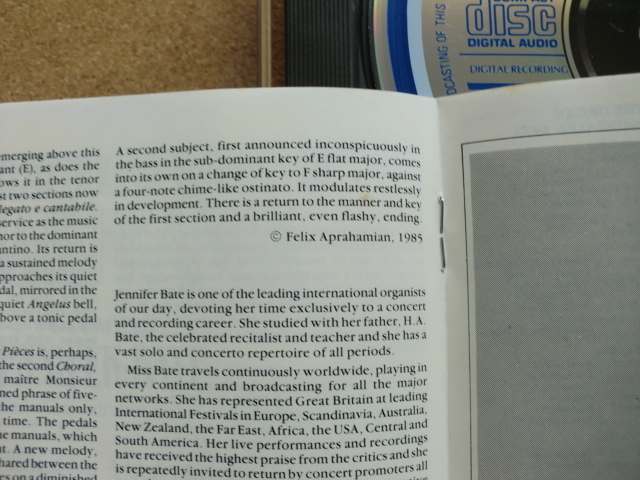 COMPACT
disc
DIGITAL AUDIO
DIGITAL RECORDING
OF THIS
emerging above this
(E), as does the
it in the tenor
two sections now
legato e cantabile.
service as the music
to the dominant
Its return is
a sustained melody
approaches its quiet
mirrored in the
quiet Angelus bell,
above a tonic pedal
Pièces is, perhaps,
the second Choral,
maître Monsieur
phrase of five-
the manuals only,
time. The pedals
manuals, which
A new melody,
shared between the
on a diminished
A second subject, first announced inconspicuously in
the bass in the sub-dominant key of E flat major, comes
into its own on a change of key to F sharp major, against
a four-note chime-like ostinato. It modulates restlessly
in development. There is a return to the manner and key
of the first section and a brilliant, even flashy, ending.
© Felix Aprahamian, 1985
Jennifer Bate is one of the leading international organists
of our day, devoting her time exclusively to a concert
and recording career. She studied with her father, H.A.
Bate, the celebrated recitalist and teacher and she has a
vast solo and concerto repertoire of all periods.
Miss Bate travels continuously worldwide, playing in
every continent and broadcasting for all the major
networks. She has represented Great Britain at leading
International Festivals in Europe, Scandinavia, Australia,
New Zealand, the Far East, Africa, the USA, Central and
South America. Her live performances and recordings
have received the highest praise from the critics and she
is repeatedly invited to return by concert promoters all